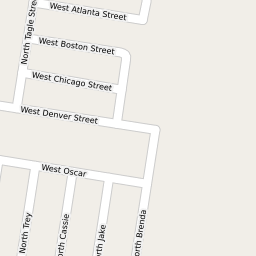 West Atlanta Street
North Tagle Stre
West Boston Street
West Chicago Street
West Denver Street
West Oscar
North Trey
orth Cassie
orth Jake
orth Brenda